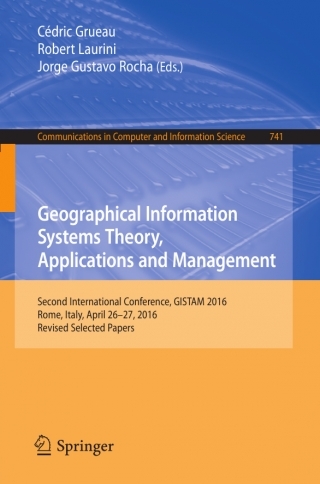 Cédric Grueau
Robert Laurini
Jorge Gustavo Rocha (Eds.)
Communications in Computer and Information Science 741
Geographical Information
Systems Theory,
Applications and Management
Second International Conference, GISTAM 2016
Rome, Italy, April 26–27, 2016
Revised Selected Papers
Springer